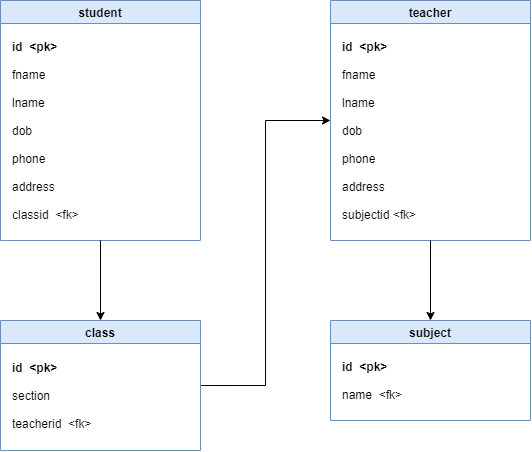 student
id <pk>
fname
lname
dob
phone
address
classid <fk>
teacher
id <pk>
fname
lname
dob
phone
address
subjectid <fk>
class
id <pk>
section
teacherid <fk>
subject
id <pk>
name <fk>